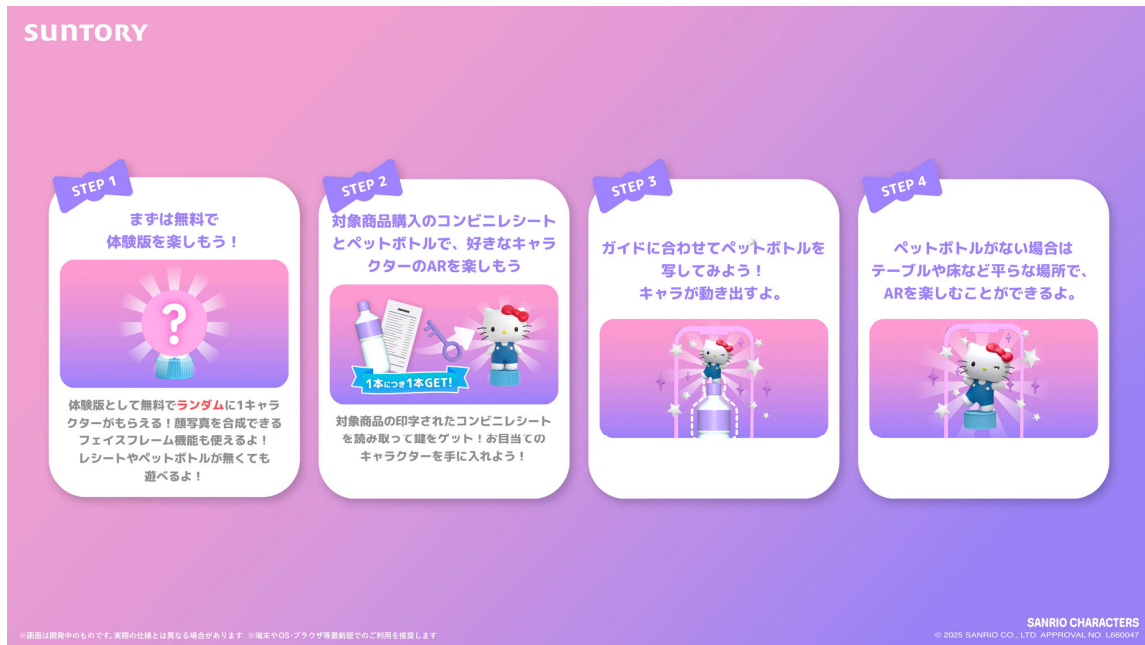 SUNTORY
STEP 1
まずは無料で
体験版を楽しもう！
?
体験版として無料でランダムに1キャラ
クターがもらえる！顔写真を合成できる
フェイスフレーム機能も使えるよ！
レシートやペットボトルが無くても
遊べるよ！
STEP 2
対象商品購入のコンビニレシート
とペットボトルで、好きなキャラ
クターのARを楽しもう
1本につき1本GET!
対象商品の印字されたコンビニレシート
を読み取って鍵をゲット！お目当ての
キャラクターを手に入れよう！
STEP 3
ガイドに合わせてペットボトルを
写してみよう！
キャラが動き出すよ。
STEP 4
ペットボトルがない場合は
テーブルや床など平らな場所で、
ARを楽しむことができるよ。
※画面は開発中のものです。実際の仕様とは異なる場合があります ※端末やOS・ブラウザ等最新版でのご利用を推奨します
SANRIO CHARACTERS
© 2025 SANRIO CO., LTD. APPROVAL NO. L660047